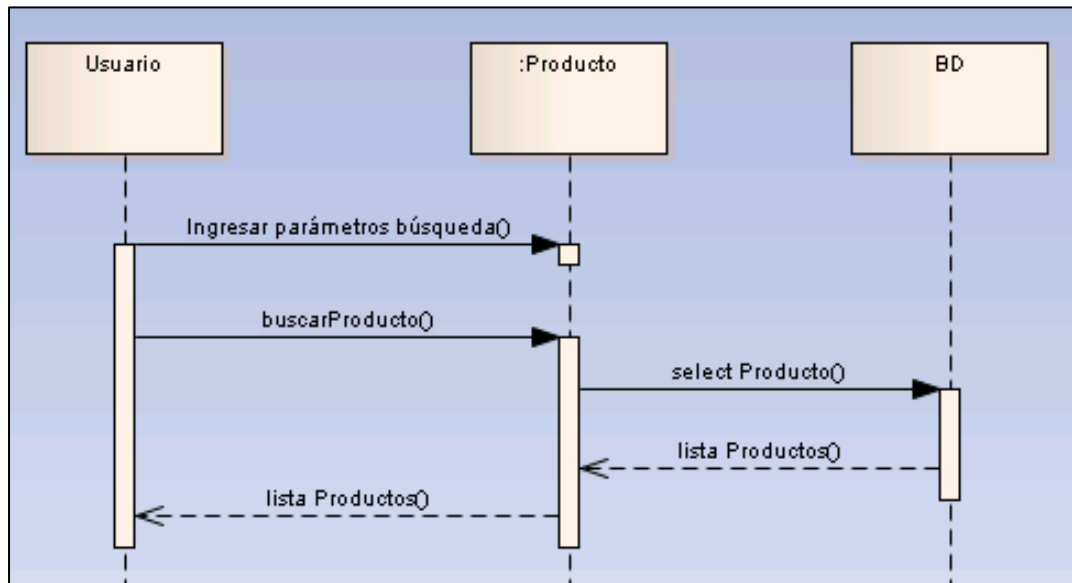 Usuario
:Producto
BD
Ingresar parámetros búsqueda()
buscarProducto()
select Producto()
lista Productos()
lista Productos()